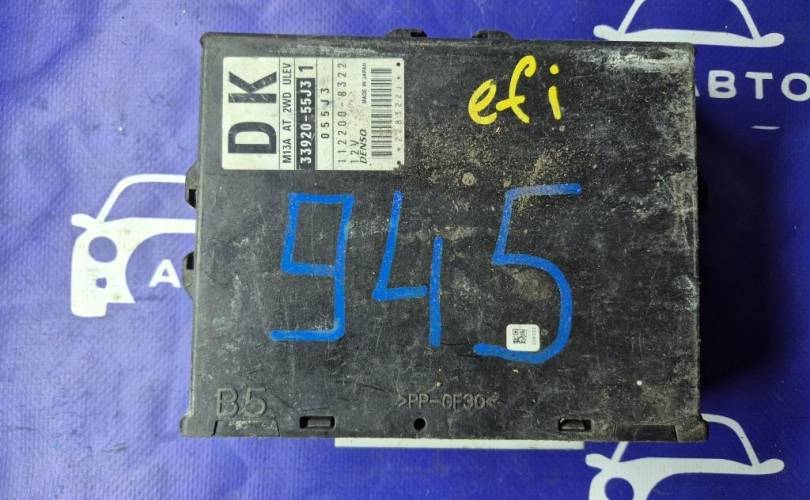 DK
M13A AT 2WD ULEV
33920-55J3 1
055J3
112200-8322
12V
DENSO MADE IN JAPAN
efi
945
B5
>PP-GF30<
АВТО